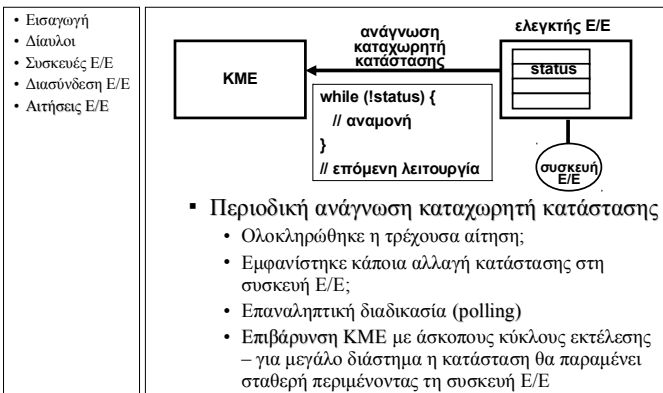 • Εισαγωγή
• Δίαυλοι
• Συσκευές Ε/Ε
• Διασύνδεση Ε/Ε
• Αιτήσεις Ε/Ε
ΚΜΕ
ανάγνωση
καταχωρητή
κατάστασης
ελεγκτής Ε/Ε
status
while (!status) {
// αναμονή
}
// επόμενη λειτουργία
συσκευή
Ε/Ε
▪ Περιοδική ανάγνωση καταχωρητή κατάστασης
• Ολοκληρώθηκε η τρέχουσα αίτηση;
• Εμφανίστηκε κάποια αλλαγή κατάστασης στη
συσκευή Ε/Ε;
• Επαναληπτική διαδικασία (polling)
• Επιβάρυνση ΚΜΕ με άσκοπους κύκλους εκτέλεσης
– για μεγάλο διάστημα η κατάσταση θα παραμένει
σταθερή περιμένοντας τη συσκευή Ε/Ε